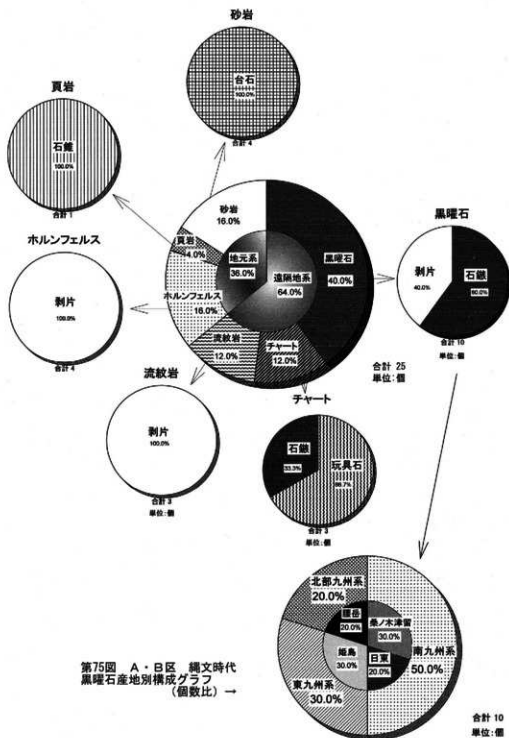 砂岩
台石
100.0%
合計 4
頁岩
石錐
100.0%
合計 1
ホルンフェルス
剥片
100.0%
合計 4
砂岩
16.0%
頁岩
4.0%
ホルンフェルス
16.0%
流紋岩
12.0%
チャート
12.0%
黒曜石
40.0%
地元系
36.0%
遠隔地系
64.0%
合計 25
単位：個
黒曜石
剥片
40.0%
石鏃
60.0%
合計 10
単位：個
流紋岩
剥片
100.0%
合計 3
単位：個
チャート
石鏃
33.3%
玩具石
66.7%
合計 3
単位：個
北部九州系
20.0%
腰岳
20.0%
桑ノ木津留
30.0%
姫島
30.0%
日東
20.0%
南九州系
50.0%
東九州系
30.0%
合計 10
単位：個
第75図 A・B区 縄文時代
黒曜石産地別構成グラフ
（個数比）→